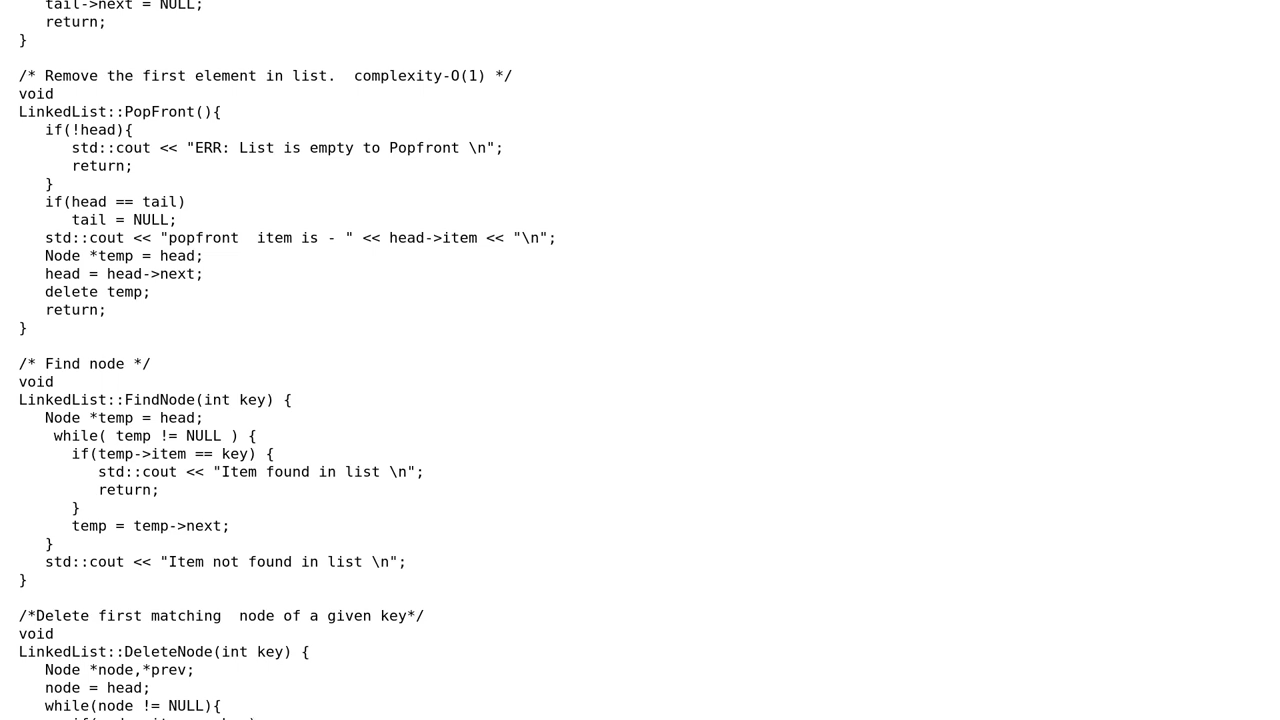 tail->next = NULL;
   return;
}

/* Remove the first element in list.  complexity-O(1) */
void
LinkedList::PopFront(){
   if(!head){
      std::cout << "ERR: List is empty to Popfront \n";
      return;
   }
   if(head == tail)
      tail = NULL;
   std::cout << "popfront  item is - " << head->item << "\n";
   Node *temp = head;
   head = head->next;
   delete temp;
   return;
}

/* Find node */
void
LinkedList::FindNode(int key) {
   Node *temp = head;
    while( temp != NULL ) {
      if(temp->item == key) {
         std::cout << "Item found in list \n";
         return;
      }
      temp = temp->next;
   }
   std::cout << "Item not found in list \n";
}

/*Delete first matching  node of a given key*/
void
LinkedList::DeleteNode(int key) {
   Node *node,*prev;
   node = head;
   while(node != NULL){